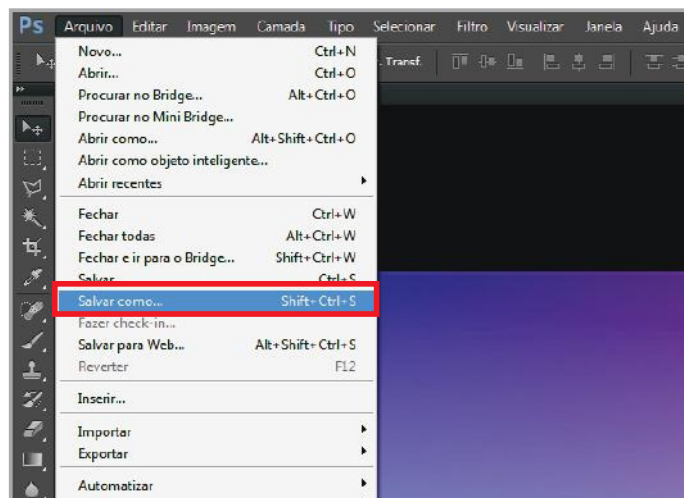 Ps Arquivo Editar Imagem Camada Tipo Selecionar Filtro Visualizar Janela Ajuda
Novo... Ctrl+N
. Transf.
Abrir... Ctrl+O
Procurar no Bridge... Alt+Ctrl+O
Procurar no Mini Bridge...
Abrir como... Alt+Shift+Ctrl+O
Abrir como objeto inteligente...
Abrir recentes
Fechar Ctrl+W
Fechar todas Alt+Ctrl+W
Fechar e ir para o Bridge... Shift+Ctrl+W
Salvar Ctrl+S
Salvar como... Shift+Ctrl+S
Fazer check-in...
Salvar para Web... Alt+Shift+Ctrl+S
Reverter F12
Inserir...
Importar
Exportar
Automatizar